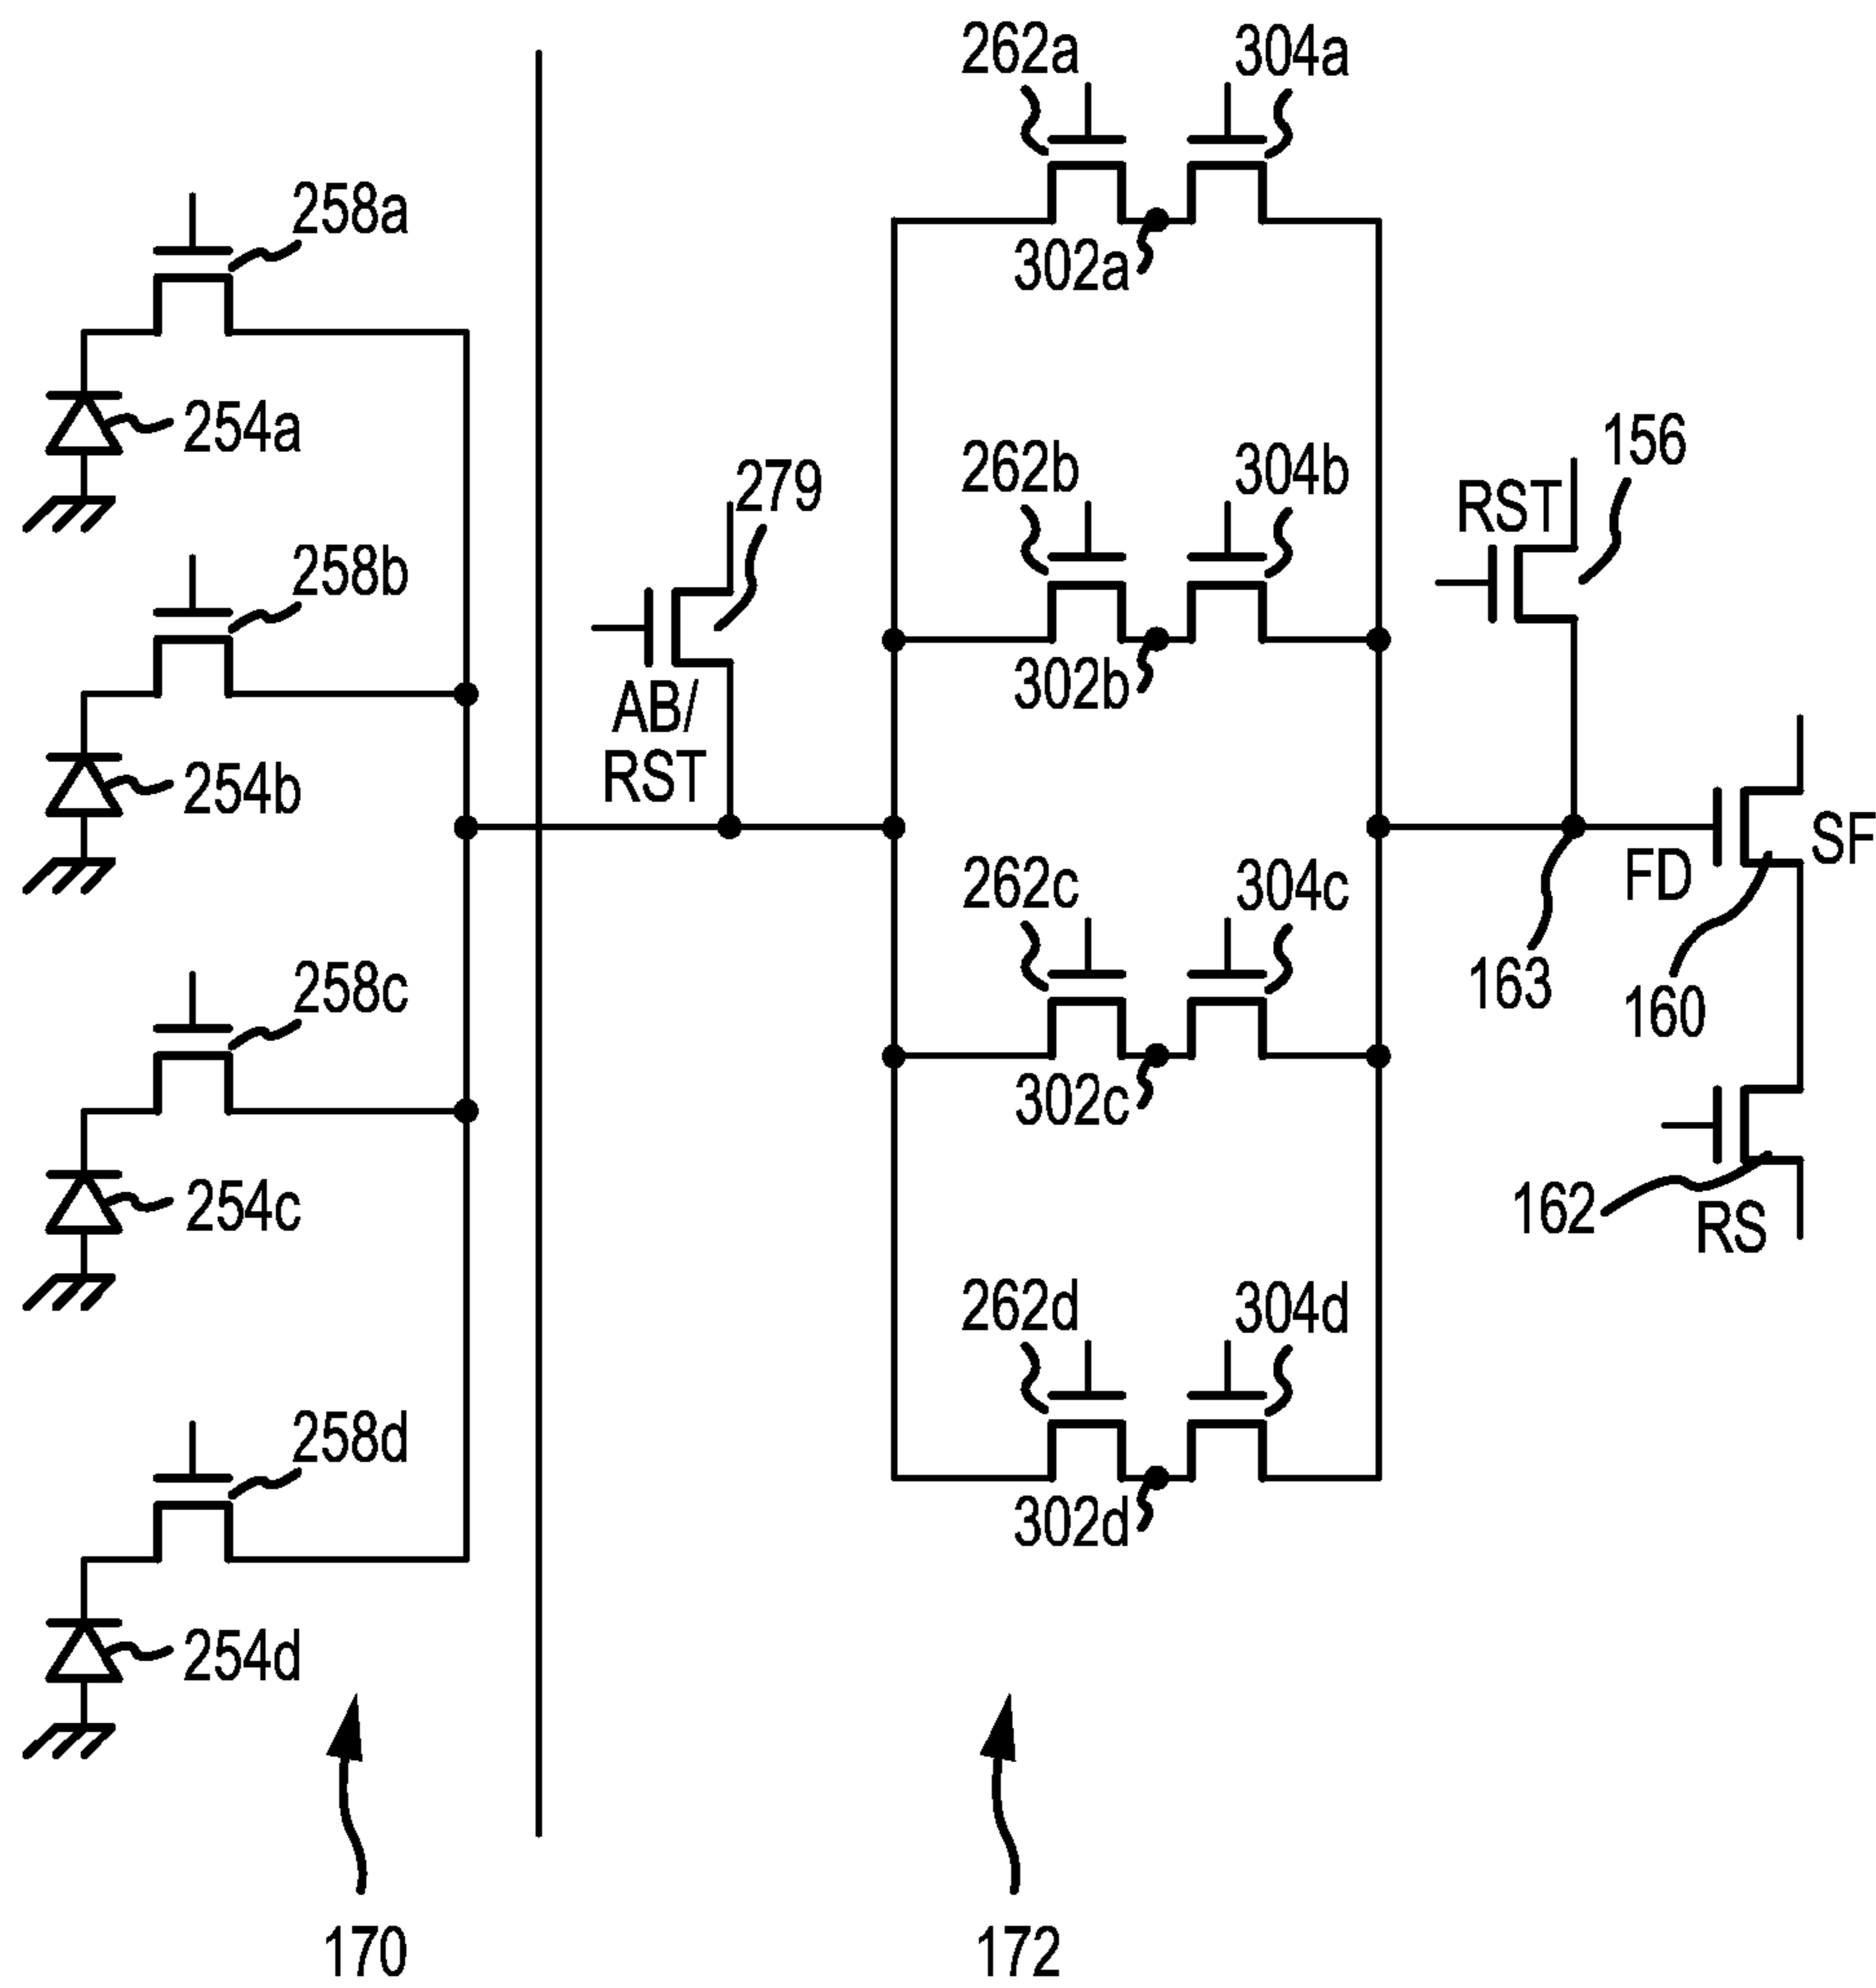 262a
304a
258a
302a
254a
262b
304b
156
279
RST
258b
302b
AB/
RST
254b
SF
FD
262c
304c
258c
163
160
302c
254c
162
RS
262d
304d
258d
302d
254d
170
172